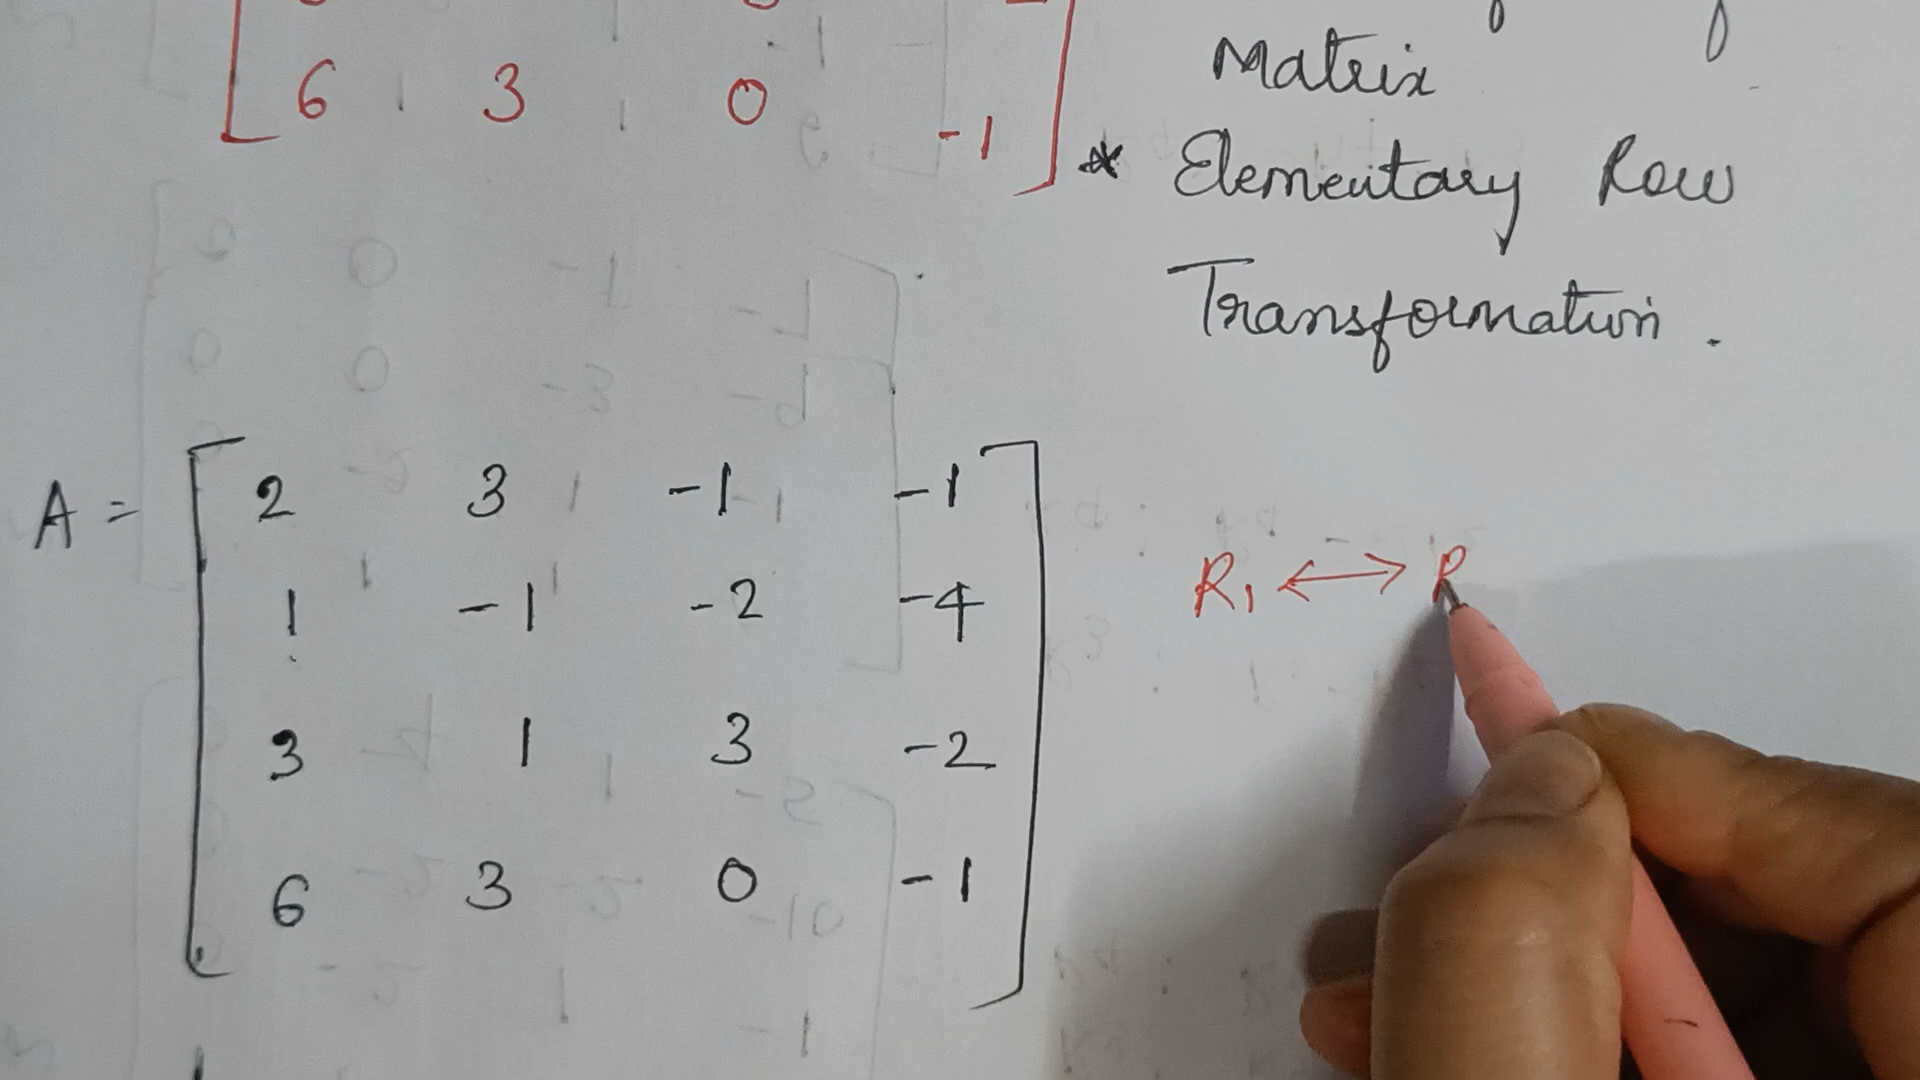 6 3 0 -1
Matrix
* Elementary Row
Transformation.
A = 2 3 -1 -1
1 -1 -2 -4
3 1 3 -2
6 3 0 -1
R1 ↔ R